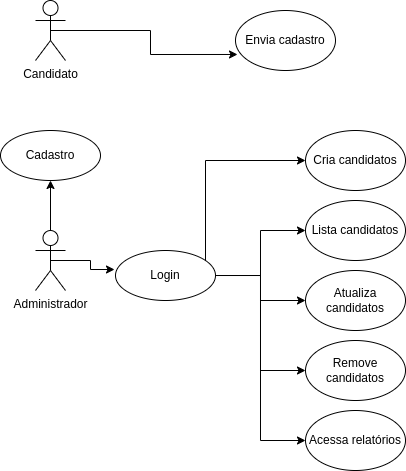 Envia cadastro
Candidato
Cadastro
Cria candidatos
Lista candidatos
Login
Administrador
Atualiza
candidatos
Remove
candidatos
Acessa relatórios